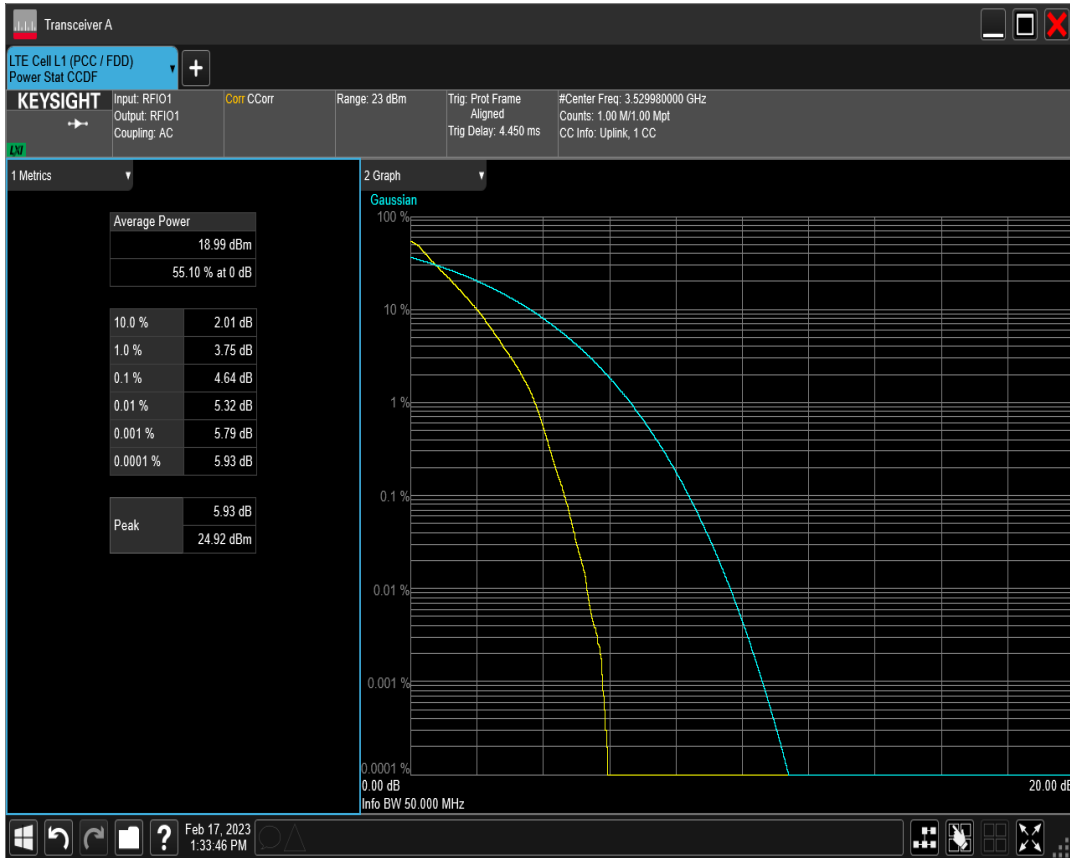 Transceiver A
LTE Cell L1 (PCC / FDD)
Power Stat CCDF
KEYSIGHT
LXI
Input: RFIO1
Output: RFIO1
Coupling: AC
Corr CCorr
Range: 23 dBm
Trig: Prot Frame
Aligned
Trig Delay: 4.450 ms
#Center Freq: 3.529980000 GHz
Counts: 1.00 M/1.00 Mpt
CC Info: Uplink, 1 CC
1 Metrics
Average Power
18.99 dBm
55.10 % at 0 dB
10.0 % 2.01 dB
1.0 % 3.75 dB
0.1 % 4.64 dB
0.01 % 5.32 dB
0.001 % 5.79 dB
0.0001 % 5.93 dB
Peak
5.93 dB
24.92 dBm
2 Graph
Gaussian
100 %
10 %
1 %
0.1 %
0.01 %
0.001 %
0.0001 %
0.00 dB
20.00 dB
Info BW 50.000 MHz
Feb 17, 2023
1:33:46 PM